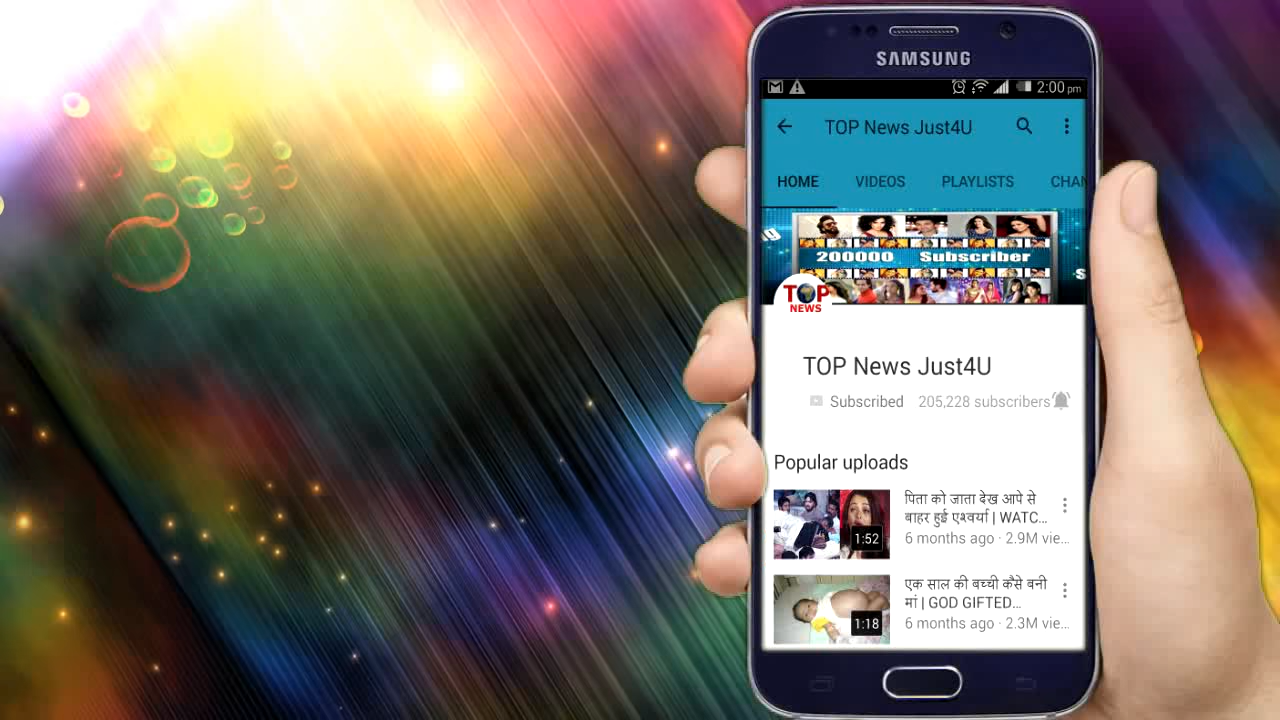 SAMSUNG
2:00 pm
TOP News Just4U
HOME VIDEOS PLAYLISTS CHAN
200000 Subscriber
TOP
NEWS
TOP News Just4U
Subscribed 205,228 subscribers
Popular uploads
पिता को जाता देख आपे से
बाहर हुई एश्वर्या | WATC...
6 months ago · 2.9M vie...
1:52
एक साल की बच्ची कैसे बनी
मां | GOD GIFTED...
6 months ago · 2.3M vie...
1:18